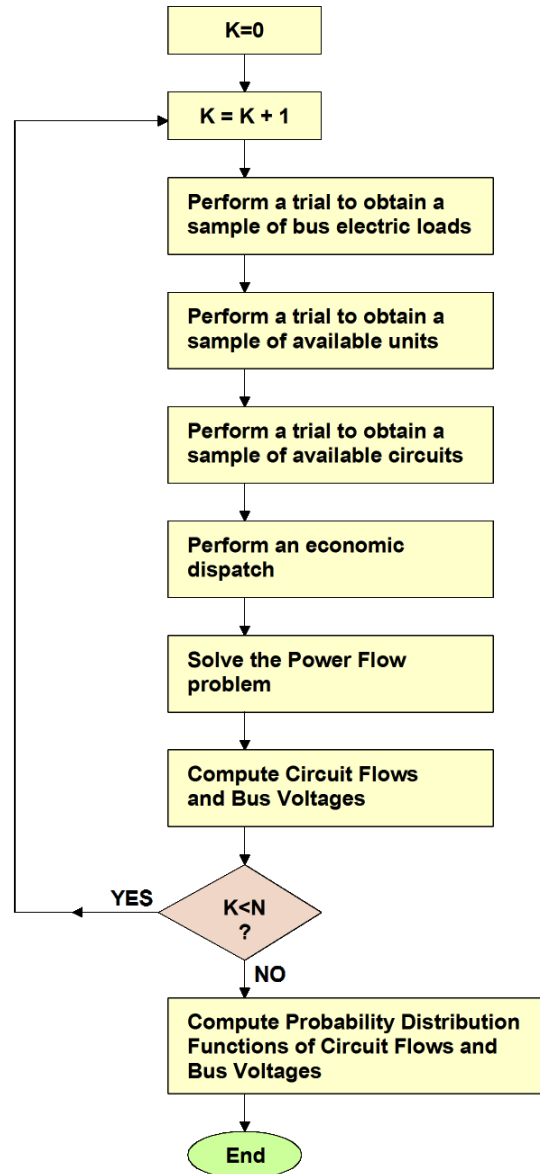 K=0
K = K + 1
Perform a trial to obtain a
sample of bus electric loads
Perform a trial to obtain a
sample of available units
Perform a trial to obtain a
sample of available circuits
Perform an economic
dispatch
Solve the Power Flow
problem
Compute Circuit Flows
and Bus Voltages
YES
K<N
?
NO
Compute Probability Distribution
Functions of Circuit Flows and
Bus Voltages
End